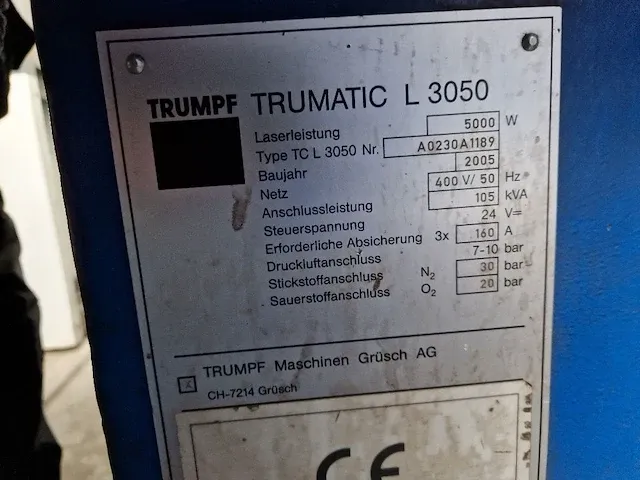 TRUMPF TRUMATIC L 3050
Laserleistung 5000 W
Type TC L 3050 Nr. A0230A1189
Baujahr 2005
Netz 400 V/ 50 Hz
Anschlussleistung 105 kVA
Steuerspannung 24 V=
Erforderliche Absicherung 3x 160 A
Druckluftanschluss 7-10 bar
Stickstoffanschluss N2 30 bar
Sauerstoffanschluss O2 20 bar
TRUMPF Maschinen Grüsch AG
X
CH-7214 Grüsch
CE